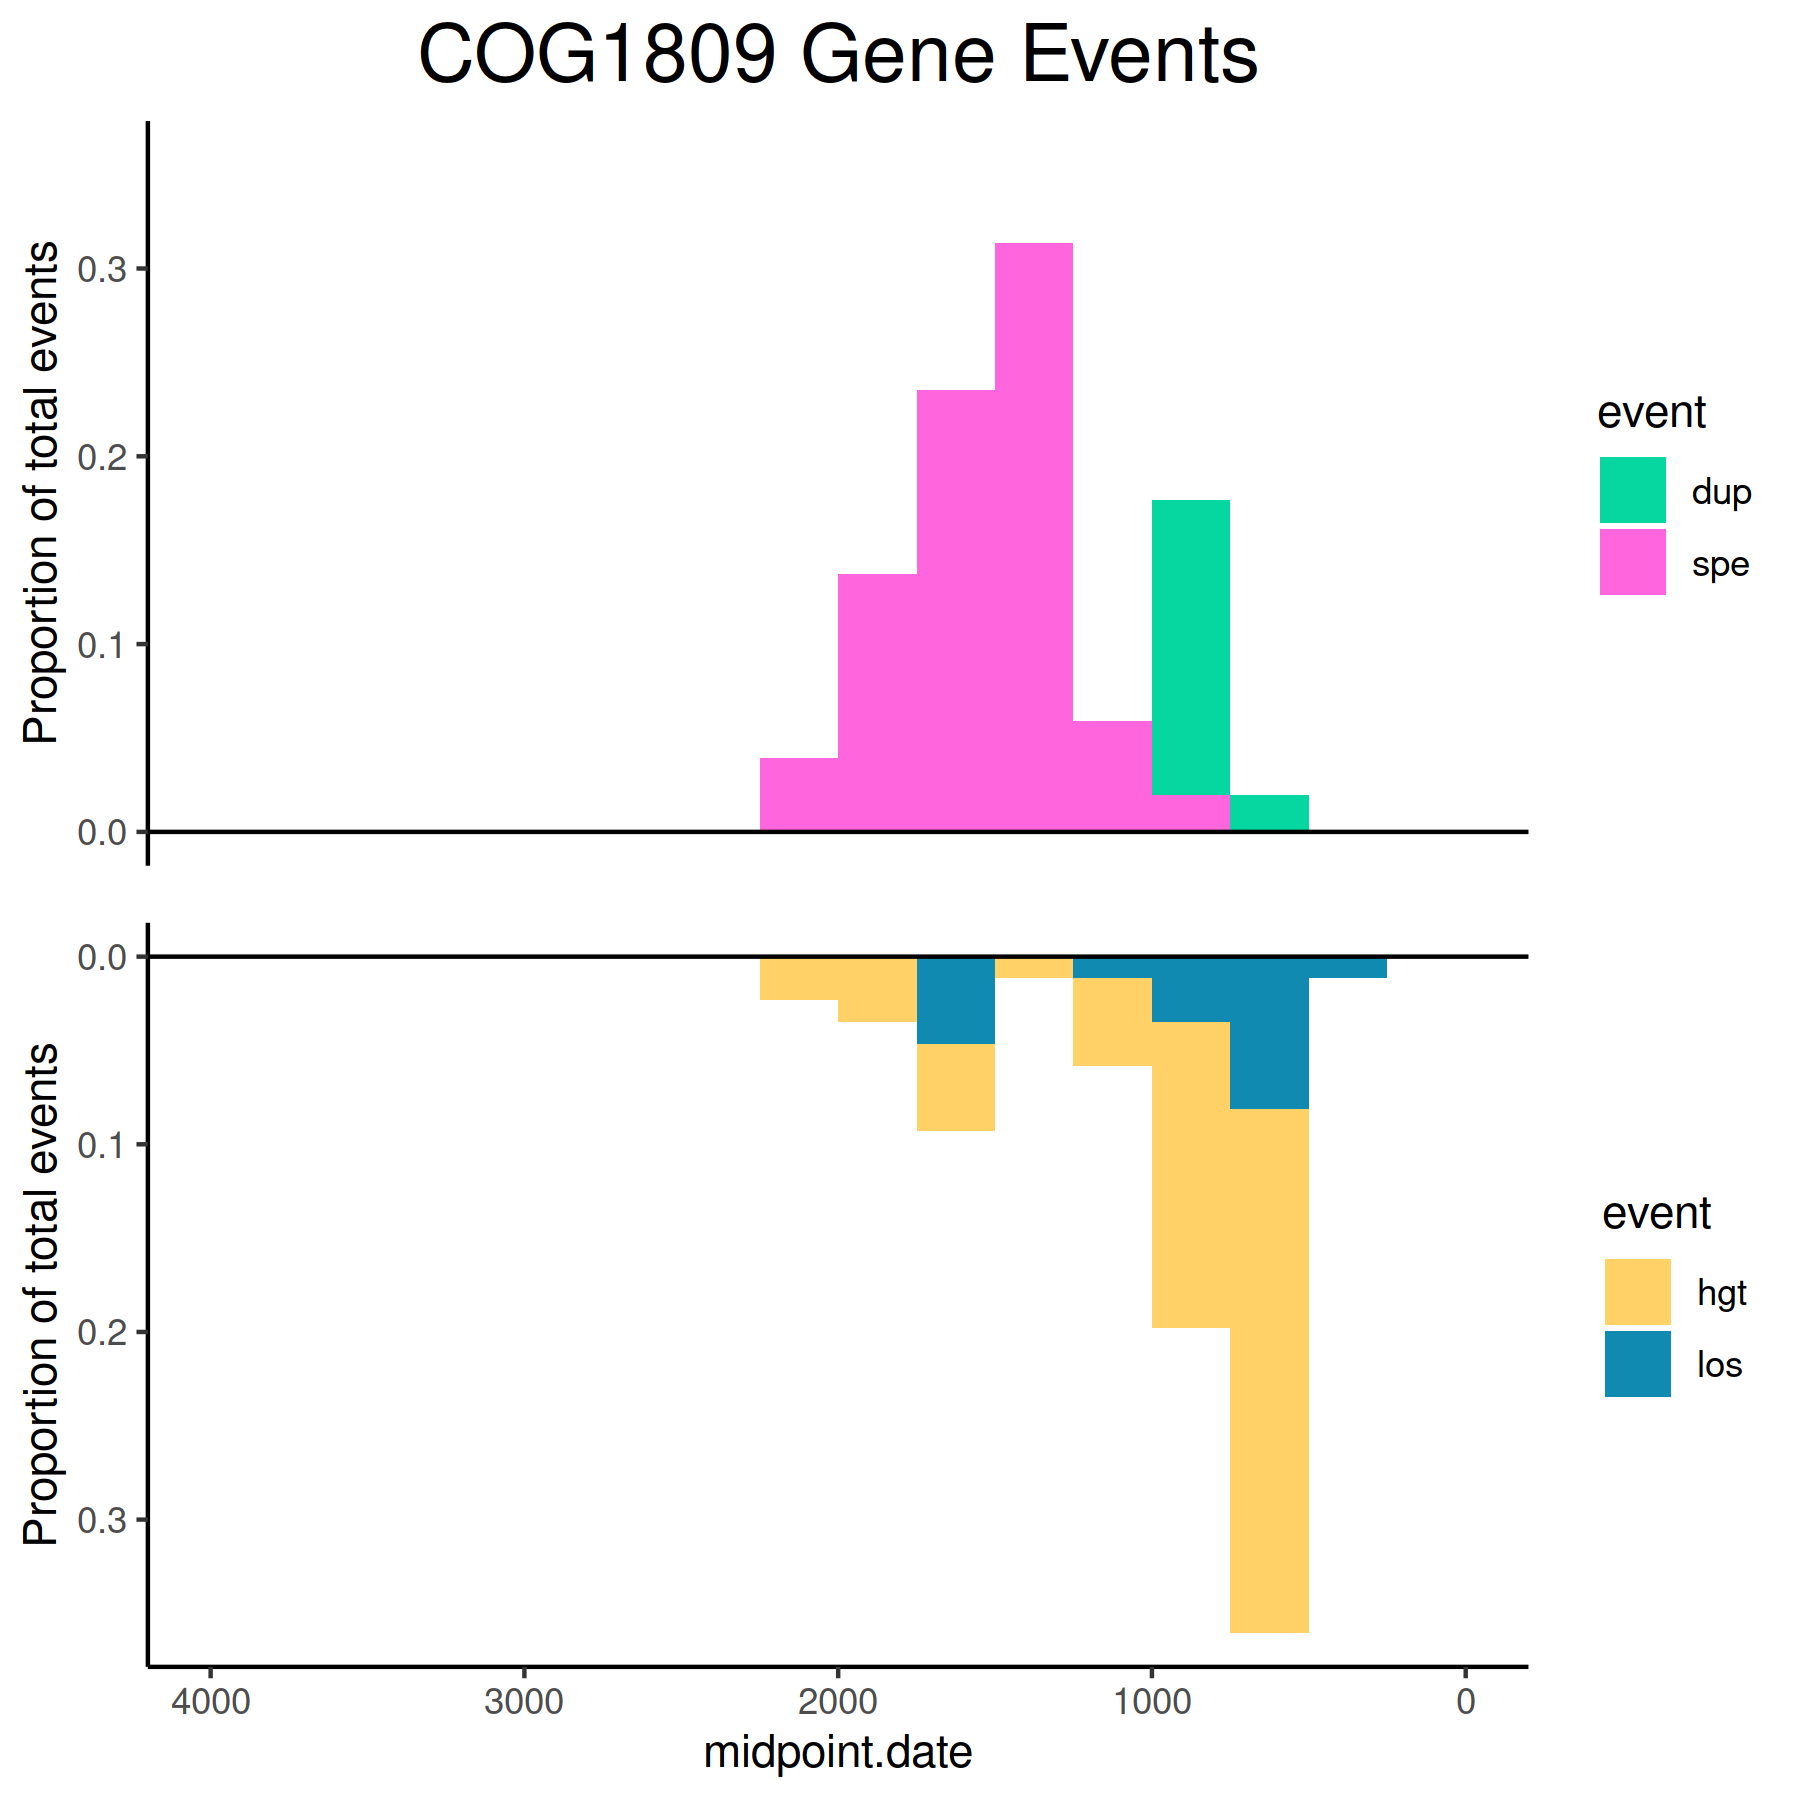 COG1809 Gene Events
Proportion of total events
0.3
0.2
0.1
0.0
event
dup
spe
Proportion of total events
0.0
0.1
0.2
0.3
event
hgt
los
4000 3000 2000 1000 0
midpoint.date